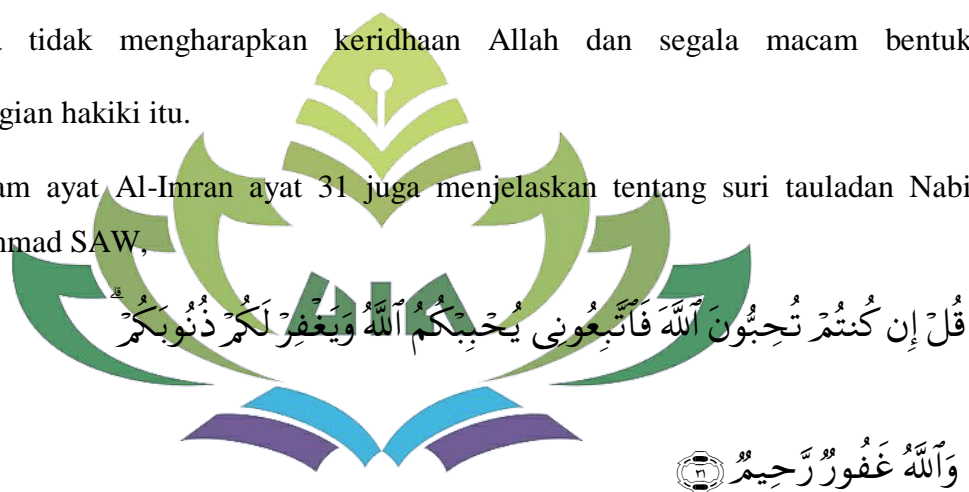 tidak mengharapkan keridhaan Allah dan segala macam bentuk
gian hakiki itu.
am ayat Al-Imran ayat 31 juga menjelaskan tentang suri tauladan Nabi
mmad SAW,
قُلْ إِن كُنتُمْ تُحِبُّونَ ٱللَّهَ فَٱتَّبِعُونِى يُحْبِبْكُمُ ٱللَّهُ وَيَغْفِرْ لَكُمْ ذُنُوبَكُمْ ۗ
وَٱللَّهُ غَفُورٌ رَّحِيمٌ ﴿٣١﴾